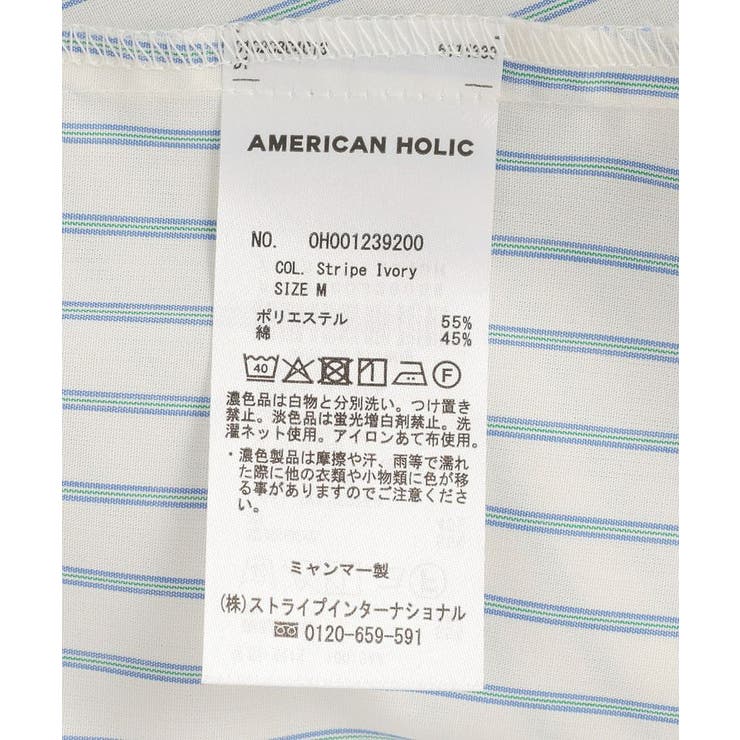 AMERICAN HOLIC
NO. 0H001239200
COL. Stripe Ivory
SIZE M
ポリエステル 55%
綿 45%
40
F
濃色品は白物と分別洗い。つけ置き
禁止。淡色品は蛍光増白剤禁止。洗
濯ネット使用。アイロンあて布使用。
・濃色製品は摩擦や汗、雨等で濡れ
た際に他の衣類や小物類に色が移
る事がありますのでご注意くださ
い。
ミャンマー製
(株)ストライプインターナショナル
0120-659-591